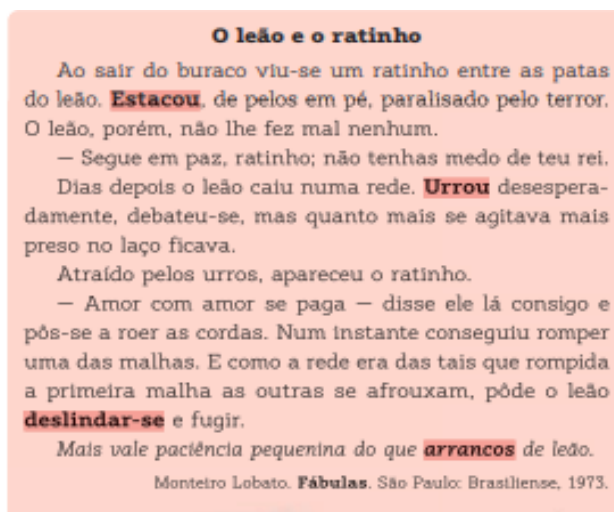 O leão e o ratinho
Ao sair do buraco viu-se um ratinho entre as patas
do leão. Estacou, de pelos em pé, paralisado pelo terror.
O leão, porém, não lhe fez mal nenhum.
— Segue em paz, ratinho; não tenhas medo de teu rei.
Dias depois o leão caiu numa rede. Urrou desespera-
damente, debateu-se, mas quanto mais se agitava mais
preso no laço ficava.
Atraído pelos urros, apareceu o ratinho.
— Amor com amor se paga — disse ele lá consigo e
pôs-se a roer as cordas. Num instante conseguiu romper
uma das malhas. E como a rede era das tais que rompida
a primeira malha as outras se afrouxam, pôde o leão
deslindar-se e fugir.
Mais vale paciência pequenina do que arrancos de leão.
Monteiro Lobato. Fábulas. São Paulo: Brasiliense, 1973.